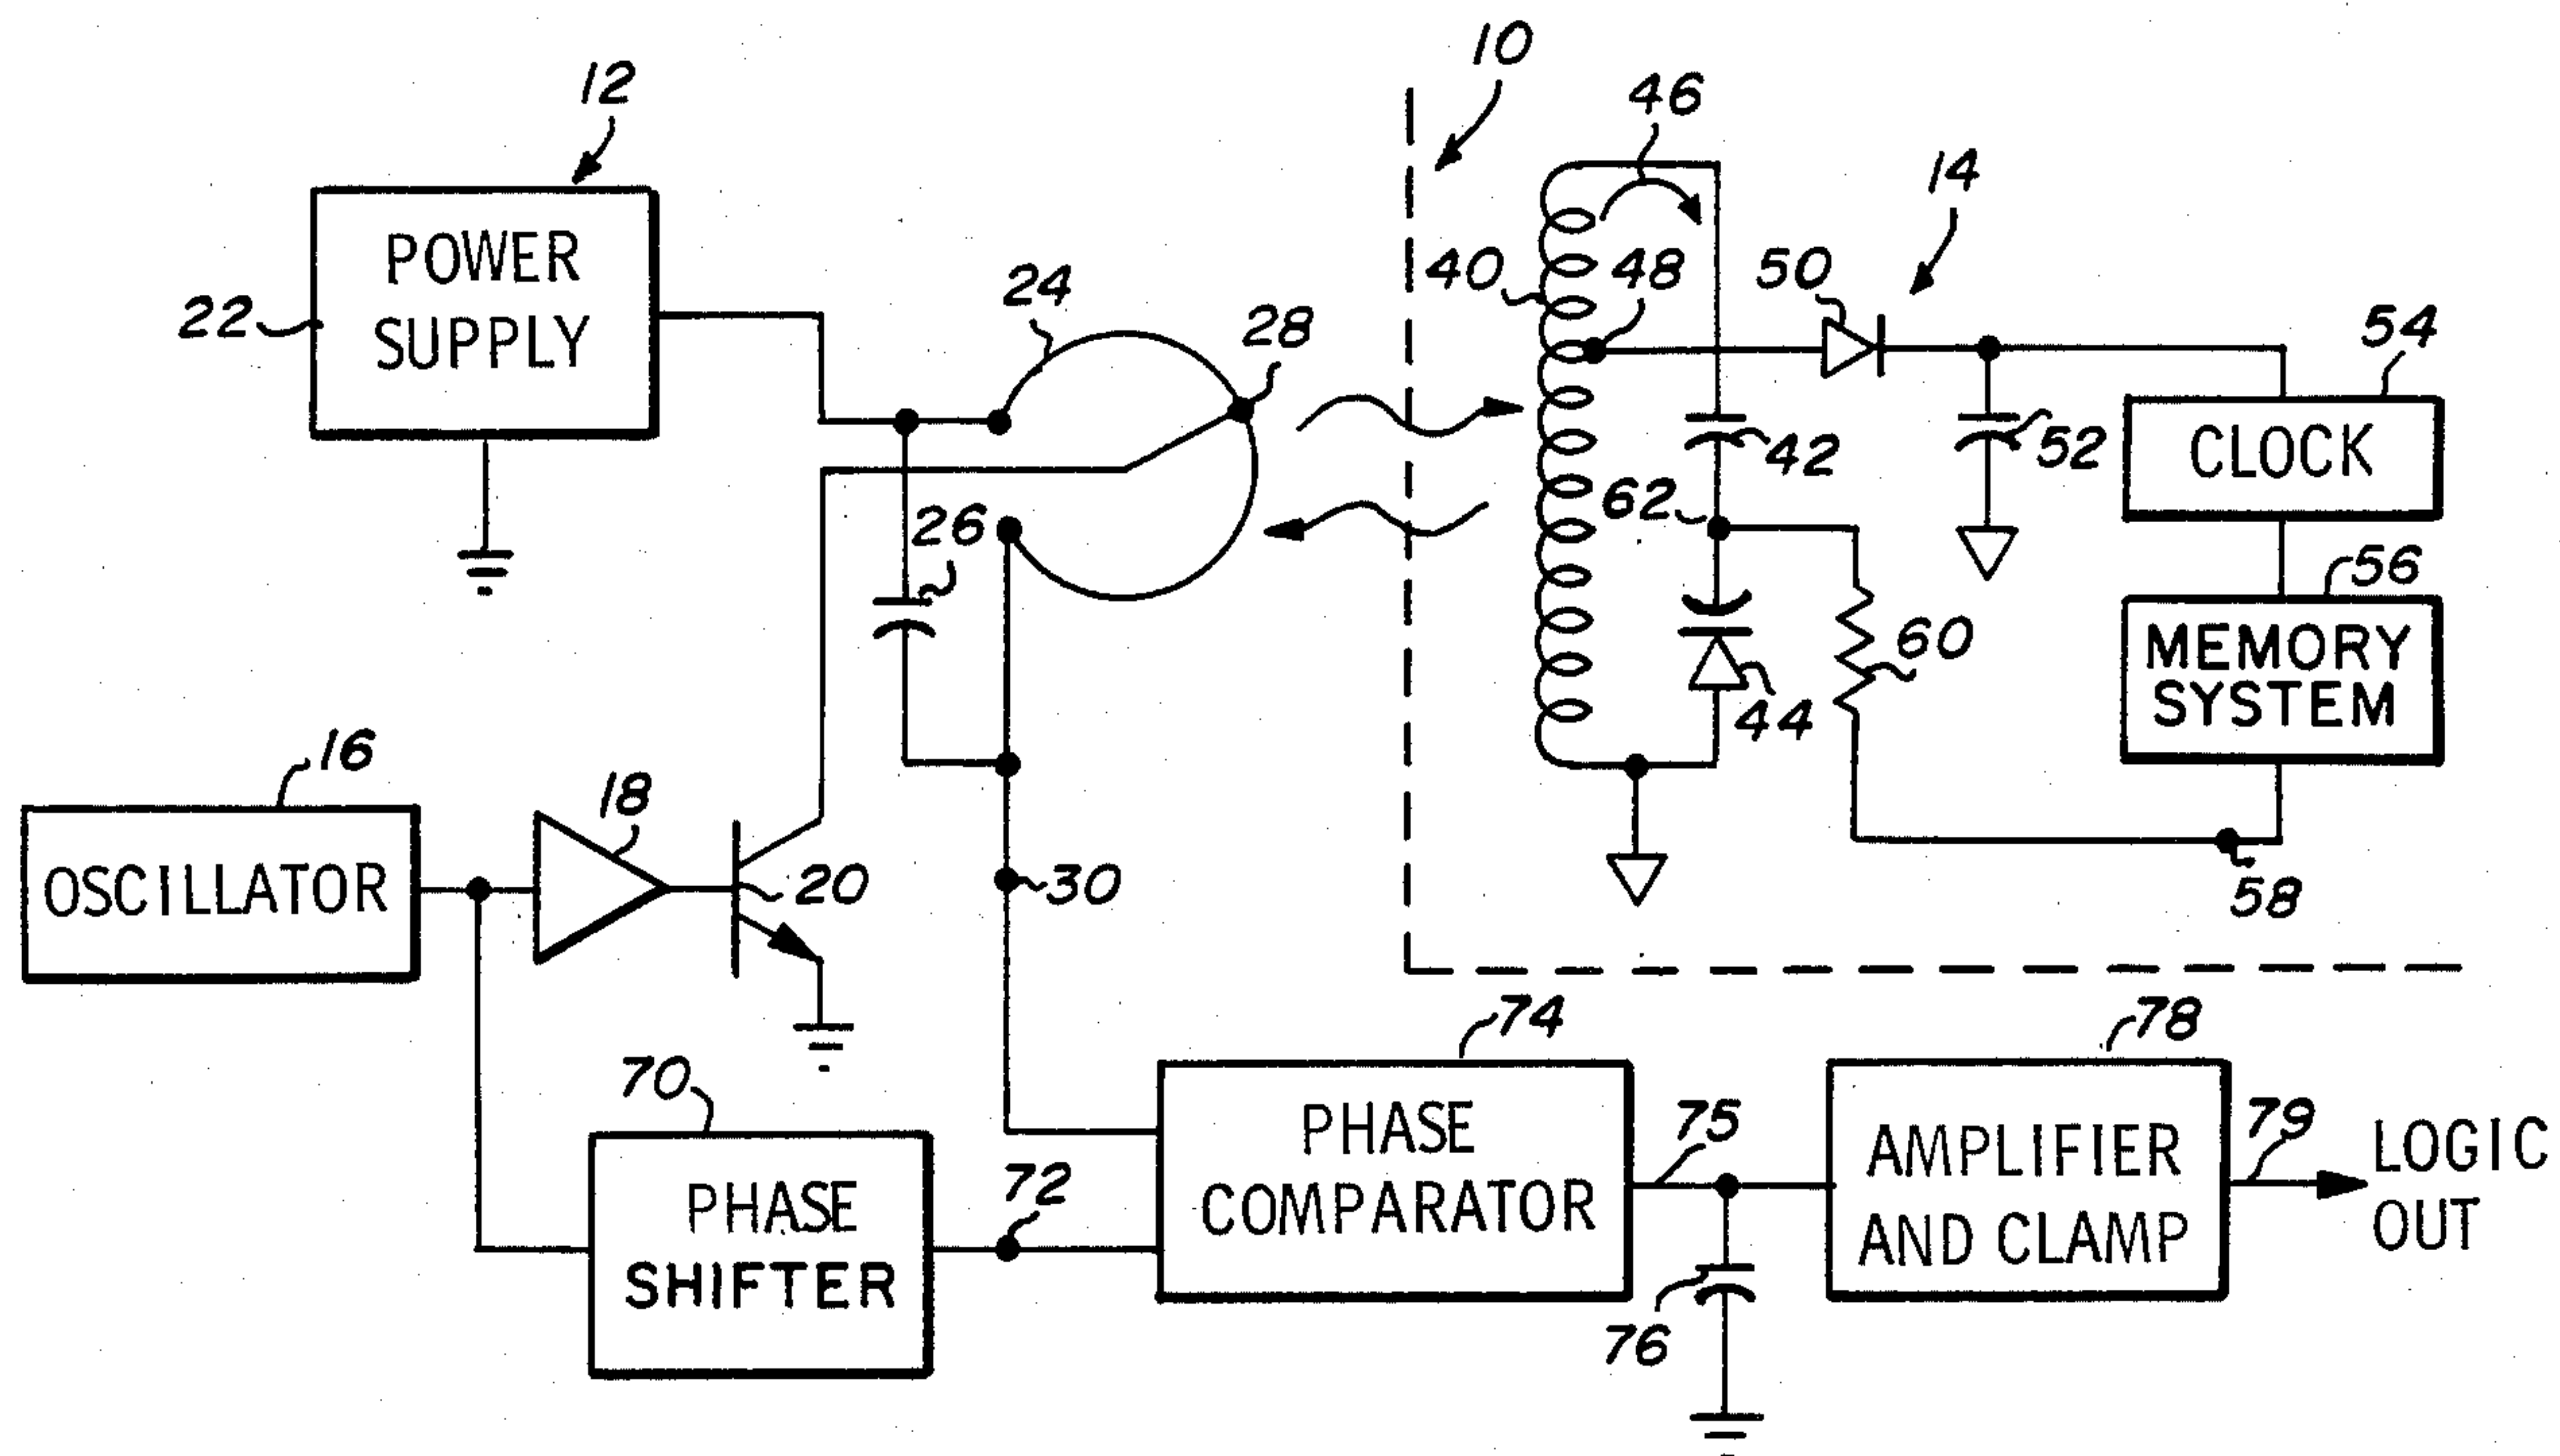 10
12
46
14
POWER
SUPPLY
22
24
28
40
48
50
54
CLOCK
42
52
62
26
56
MEMORY
SYSTEM
60
44
16
18
OSCILLATOR
20
30
58
74
78
70
PHASE
COMPARATOR
75
AMPLIFIER
AND CLAMP
79
LOGIC
OUT
72
PHASE
SHIFTER
76